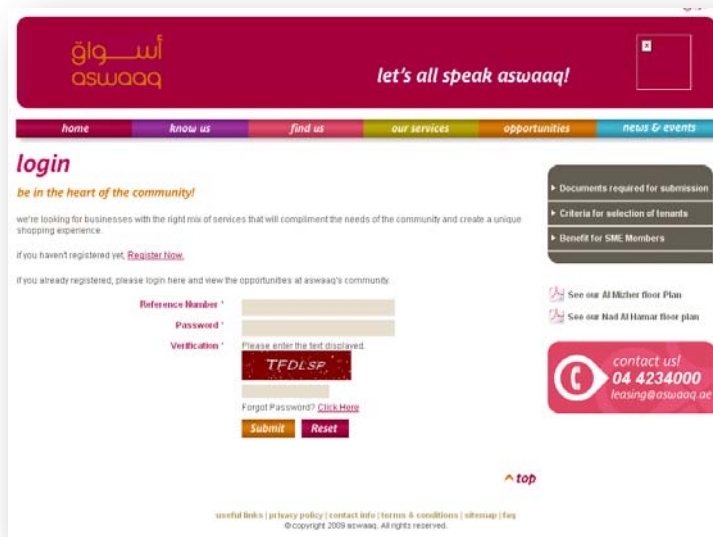 أسواق
aswaaq
let's all speak aswaaq!
home
know us
find us
our services
opportunities
news & events
login
be in the heart of the community!
we're looking for businesses with the right mix of services that will compliment the needs of the community and create a unique
shopping experience.
if you haven't registered yet, Register Now.
if you already registered, please login here and view the opportunities at aswaaq's community.
Reference Number *
Password *
Verification *
Please enter the text displayed.
TFDLSP
Forgot Password? Click Here
Submit
Reset
Documents required for submission
Criteria for selection of tenants
Benefit for SME Members
See our Al Mizher floor Plan
See our Nad Al Hamar floor plan
contact us!
04 4234000
leasing@aswaaq.ae
top
useful links | privacy policy | contact info | terms & conditions | sitemap | faq
© copyright 2009 aswaaq. All rights reserved.